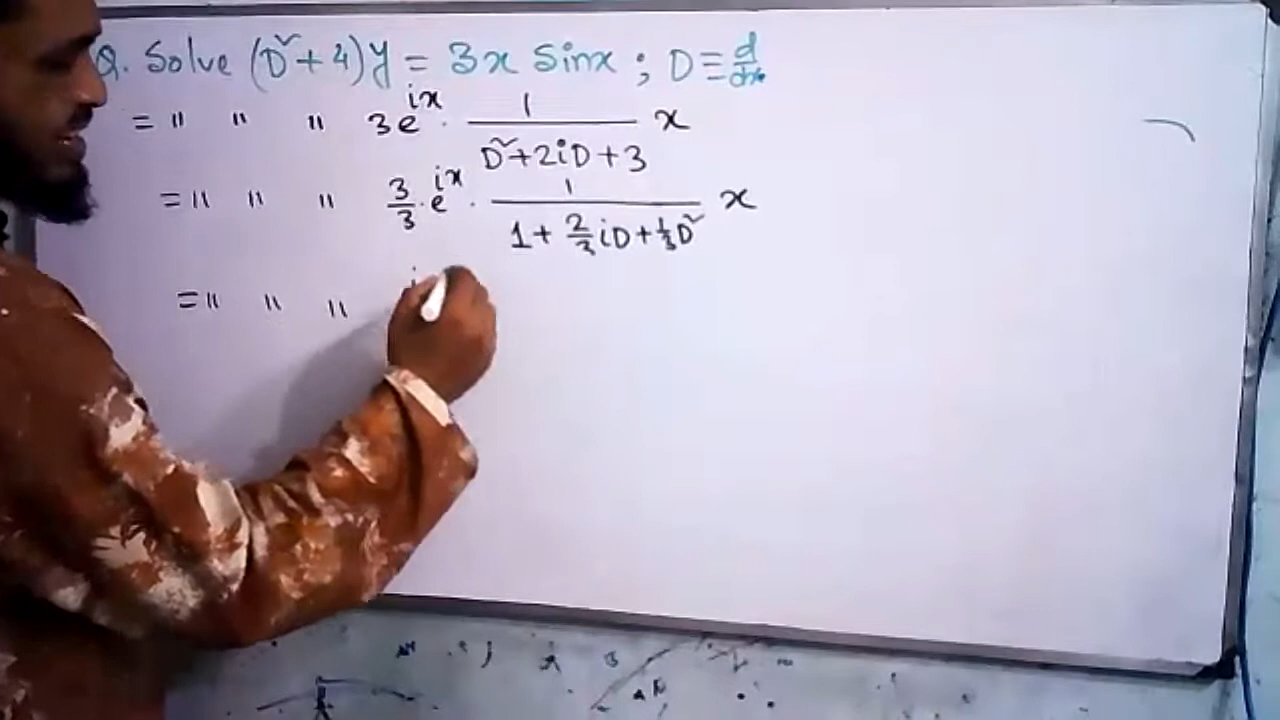 Q. Solve (D²+4)y = 3x Sinx ; D ≡ d/dx
= " " " 3e^{ix} · 1/(D²+2iD+3) x
= " " " 3/3 · e^{ix} · 1/(1 + 2/3 iD + 1/3 D²) x
= " " " i